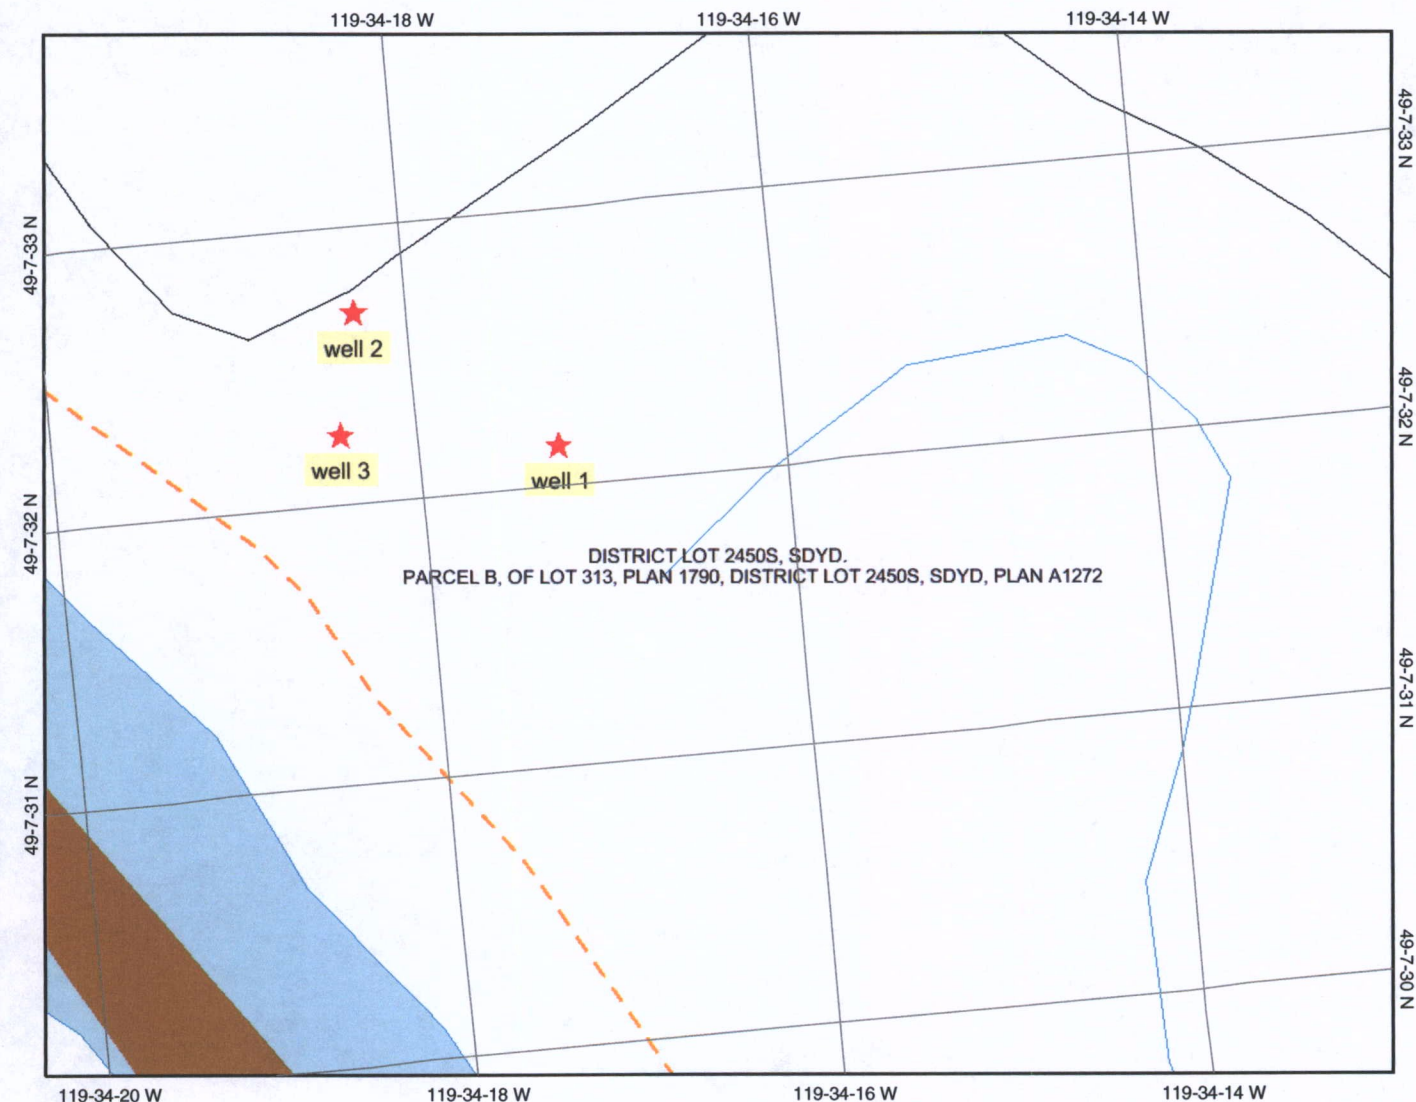 119-34-18 W
119-34-16 W
119-34-14 W
49-7-33 N
49-7-33 N
well 2
49-7-32 N
well 3
well 1
49-7-32 N
DISTRICT LOT 2450S, SDYD.
PARCEL B, OF LOT 313, PLAN 1790, DISTRICT LOT 2450S, SDYD, PLAN A1272
49-7-31 N
49-7-31 N
49-7-30 N
119-34-20 W
119-34-18 W
119-34-16 W
119-34-14 W